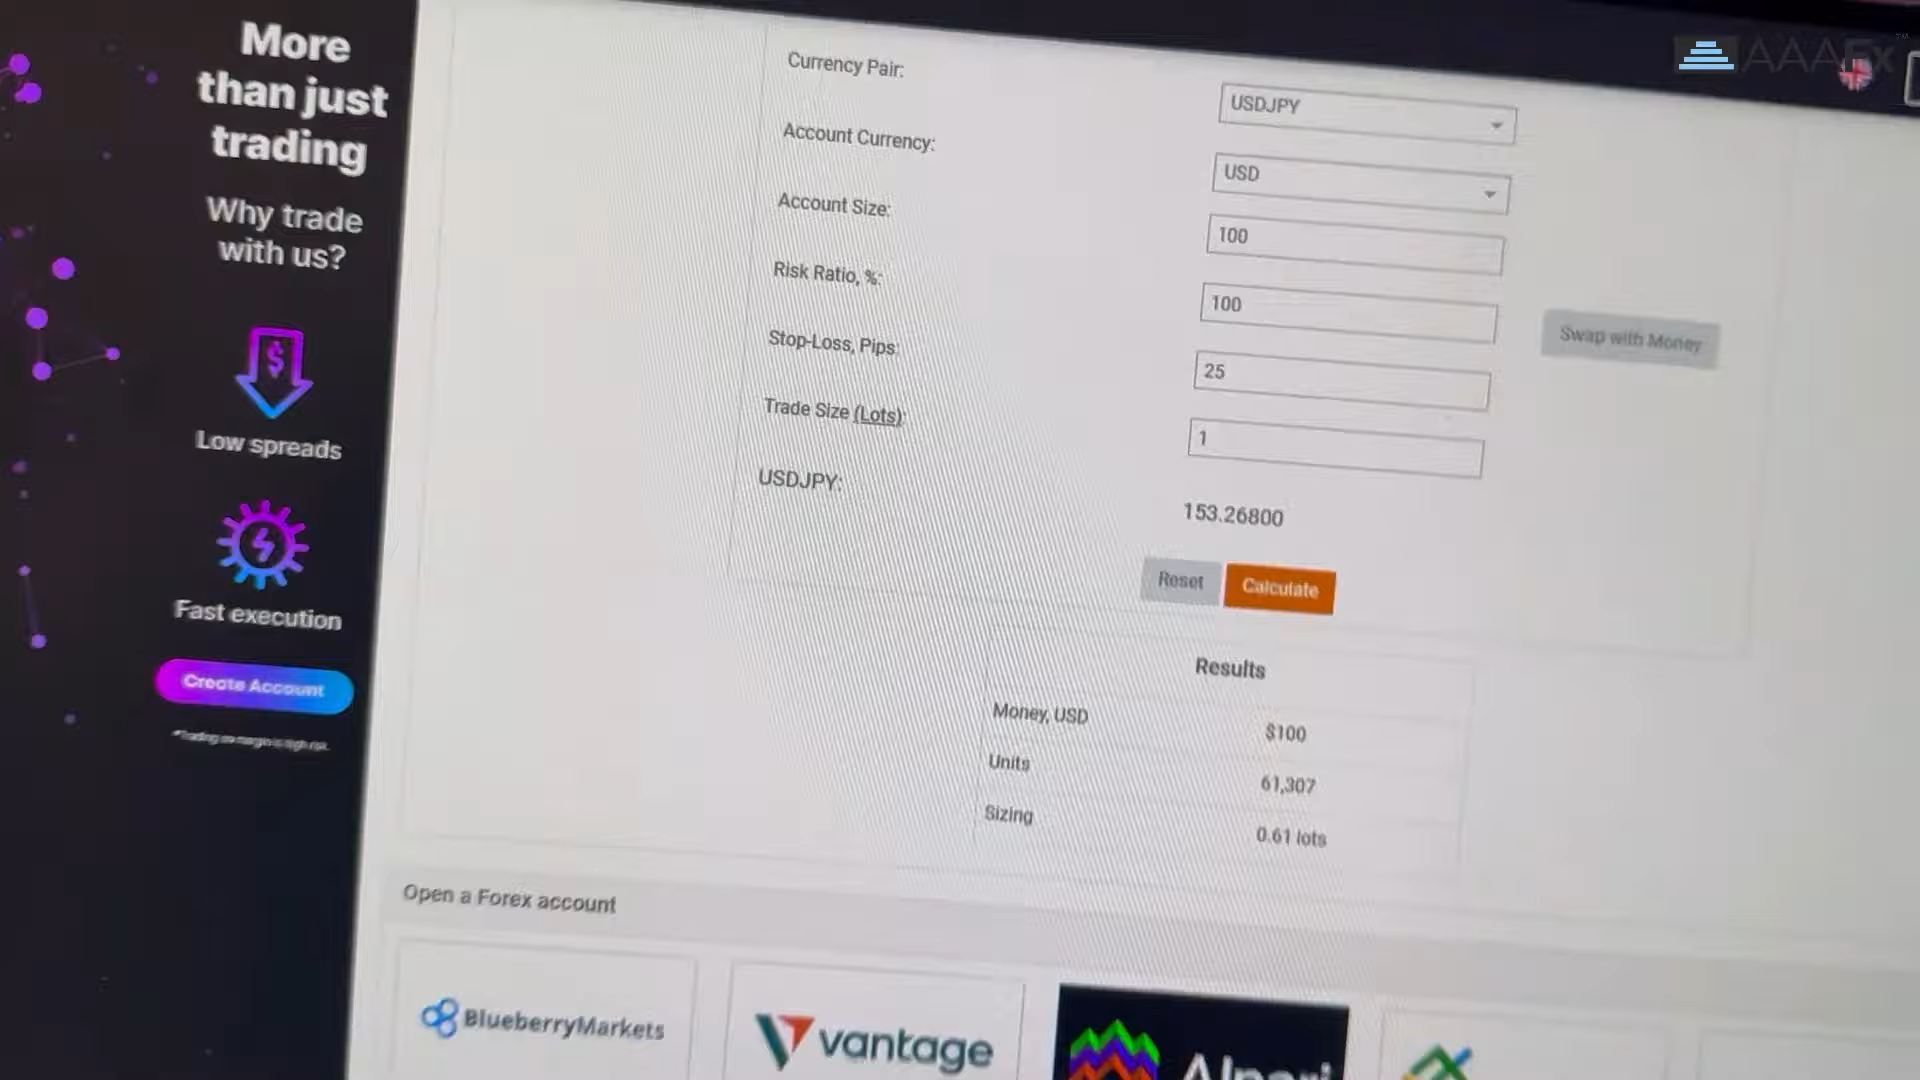 More
than just
trading
Why trade
with us?
$
Low spreads
Fast execution
Create Account
AAAFx
TM
Currency Pair:
USDJPY
Account Currency:
USD
Account Size:
100
Risk Ratio, %:
100
Swap with Money
Stop-Loss, Pips:
25
Trade Size (Lots):
1
USDJPY:
153.26800
Reset
Calculate
Results
Money, USD
$100
Units
61,307
Sizing
0.61 lots
Open a Forex account
BlueberryMarkets
vantage
Alpari